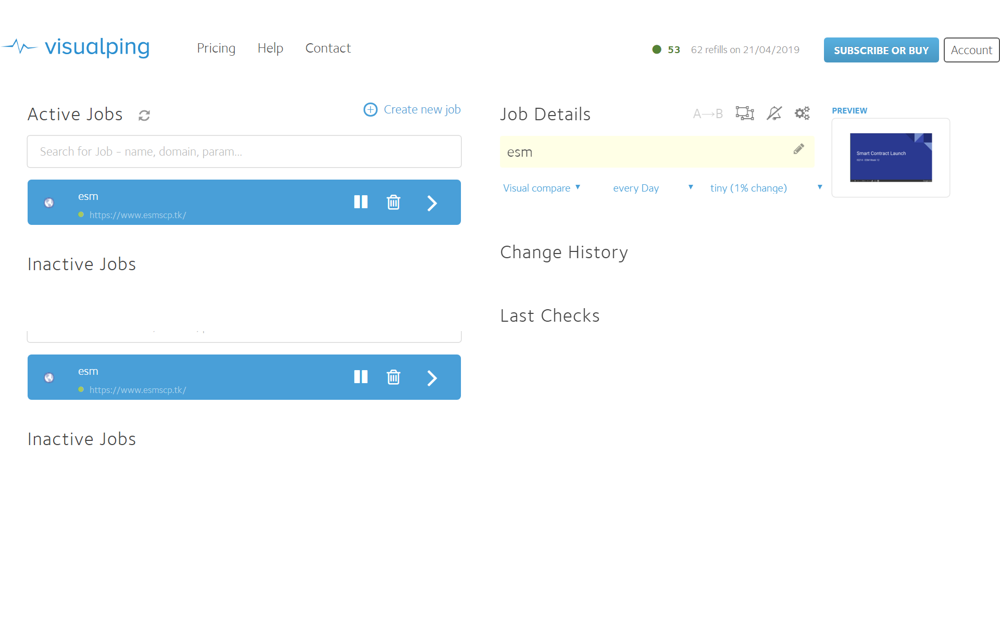 visualping
Pricing Help Contact
53 62 refills on 21/04/2019
SUBSCRIBE OR BUY
Account
Active Jobs
Create new job
Search for Job - name, domain, param...
esm
https://www.esmscp.tk/
Inactive Jobs
esm
https://www.esmscp.tk/
Inactive Jobs
Job Details
A→B
esm
Visual compare every Day tiny (1% change)
PREVIEW
Smart Contract Launch
Change History
Last Checks